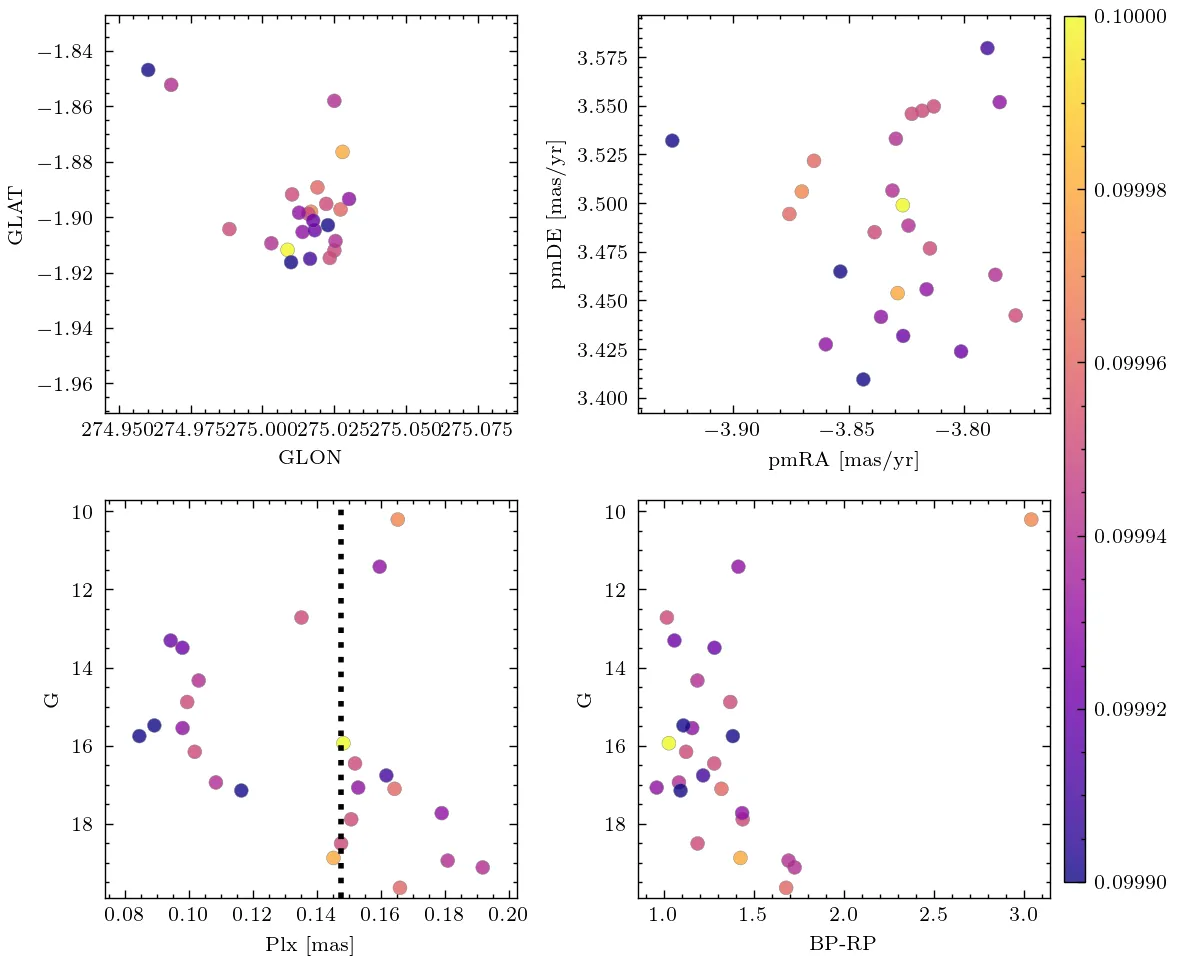 −1.84
−1.86
−1.88
−1.90
−1.92
−1.94
−1.96
GLAT
274.950 274.975 275.000 275.025 275.050 275.075
GLON
3.575
3.550
3.525
3.500
3.475
3.450
3.425
3.400
pmDE [mas/yr]
−3.90 −3.85 −3.80
pmRA [mas/yr]
0.10000
0.09998
0.09996
0.09994
0.09992
0.09990
10
12
14
16
18
G
0.08 0.10 0.12 0.14 0.16 0.18 0.20
Plx [mas]
10
12
14
16
18
G
1.0 1.5 2.0 2.5 3.0
BP-RP